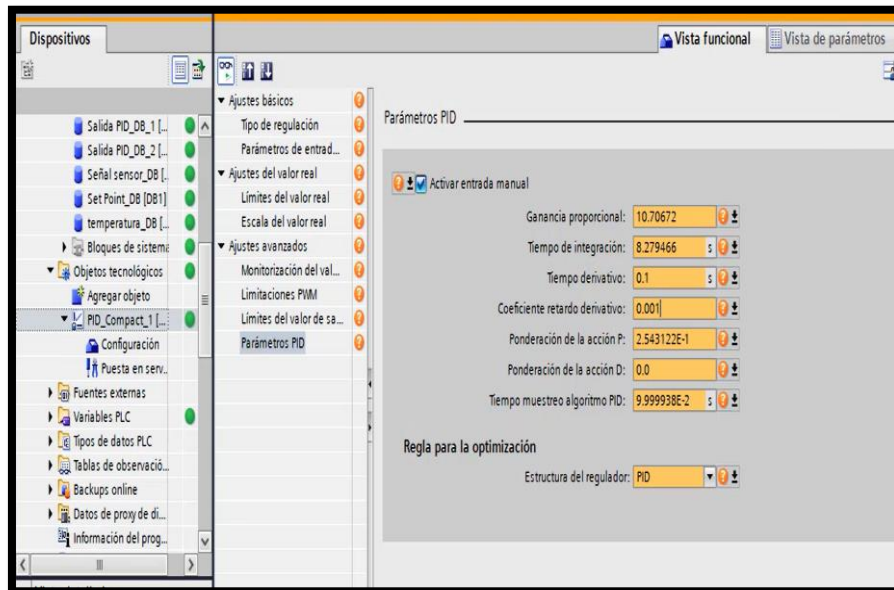 Dispositivos
Vista funcional
Vista de parámetros
Salida PID_DB_1 [...
Salida PID_DB_2 [...
Señal sensor_DB [...
Set Point_DB [DB1]
temperatura_DB [...
Bloques de sistema
Objetos tecnológicos
Agregar objeto
PID_Compact_1 [...
Configuración
Puesta en serv...
Fuentes externas
Variables PLC
Tipos de datos PLC
Tablas de observació...
Backups online
Datos de proxy de di...
Información del prog...
Ajustes básicos
Tipo de regulación
Parámetros de entrad...
Ajustes del valor real
Límites del valor real
Escala del valor real
Ajustes avanzados
Monitorización del val...
Limitaciones PWM
Límites del valor de sa...
Parámetros PID
Parámetros PID
Activar entrada manual
Ganancia proporcional: 10.70672
Tiempo de integración: 8.279466 s
Tiempo derivativo: 0.1 s
Coeficiente retardo derivativo: 0.001
Ponderación de la acción P: 2.543122E-1
Ponderación de la acción D: 0.0
Tiempo muestreo algoritmo PID: 9.999938E-2 s
Regla para la optimización
Estructura del regulador: PID